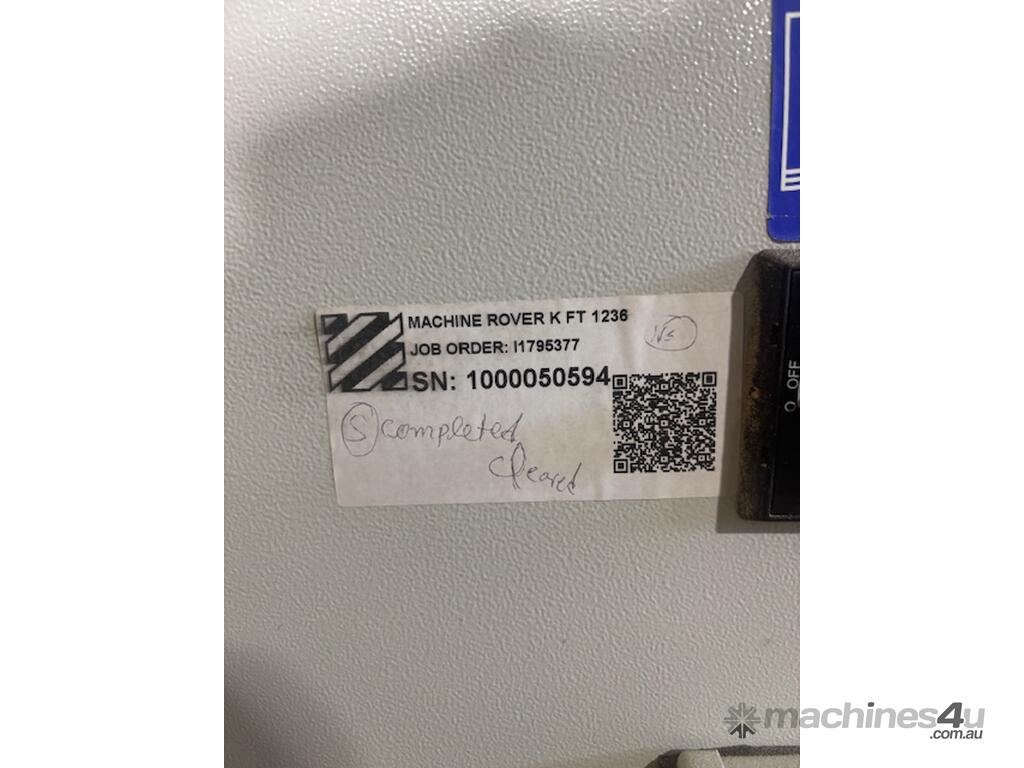 MACHINE ROVER K FT 1236
JOB ORDER: I1795377
SN: 1000050594
S completed
cleared
O OFF
machines4u
.com.au